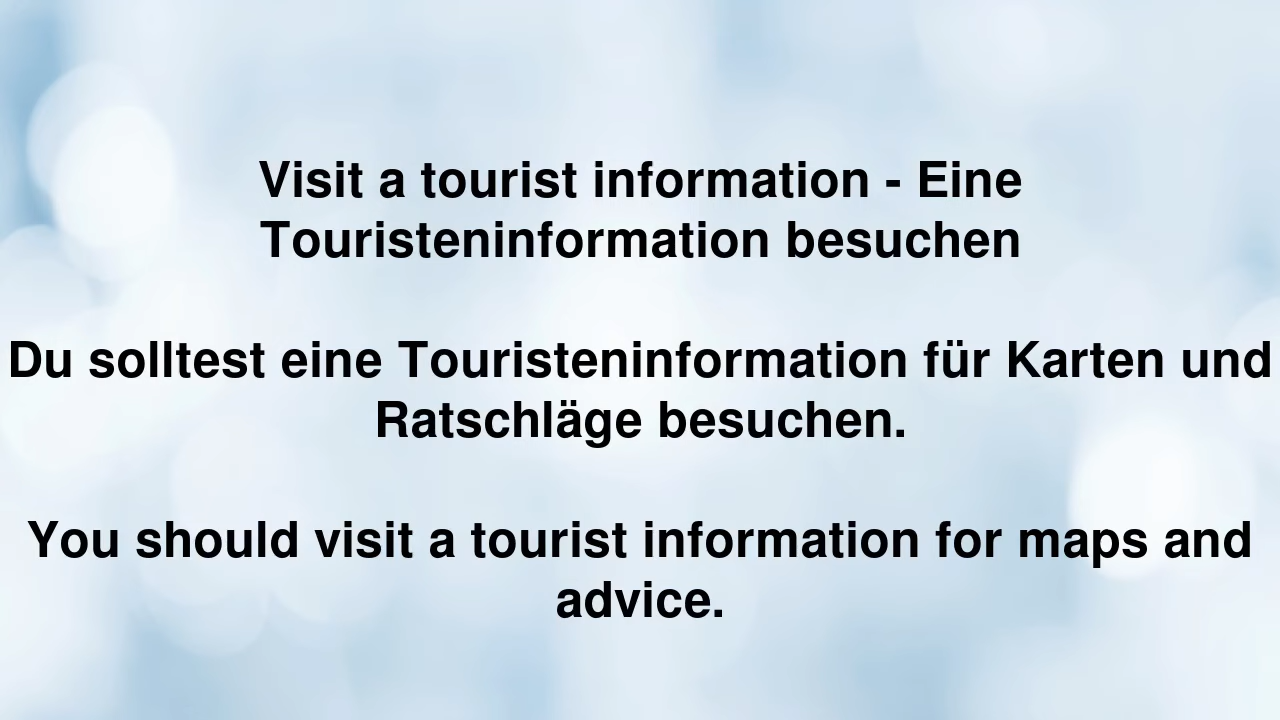 Visit a tourist information - Eine
Touristeninformation besuchen
Du solltest eine Touristeninformation für Karten und
Ratschläge besuchen.
You should visit a tourist information for maps and
advice.